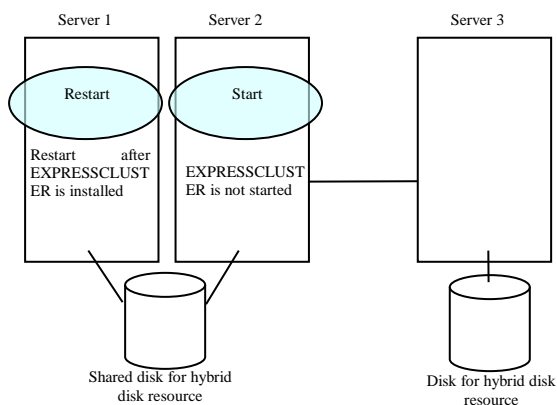 Server 1
Server 2
Server 3
Restart
Start
Restart after
EXPRESSCLUST
ER is installed
EXPRESSCLUST
ER is not started
Shared disk for hybrid
disk resource
Disk for hybrid disk
resource